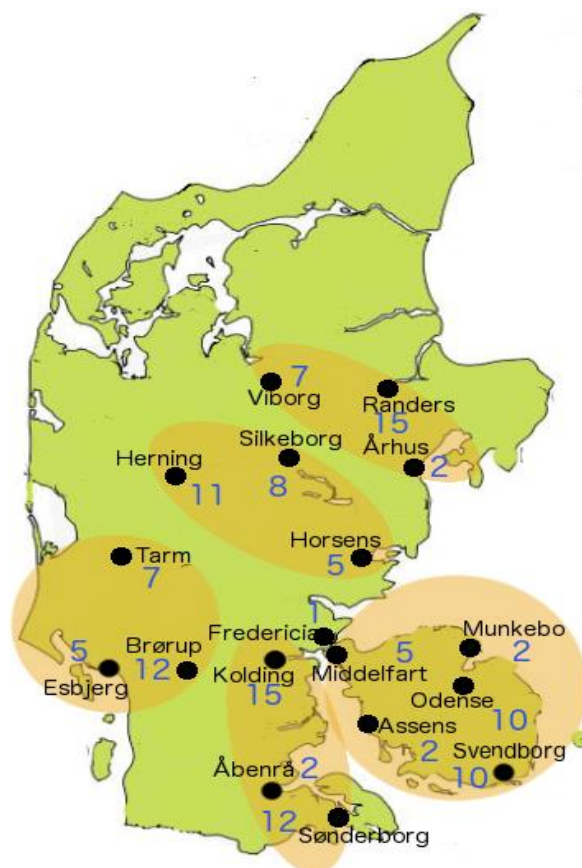 7
Viborg
Randers
15
Århus
2
Silkeborg
8
Herning
11
Horsens
5
Tarm
7
1
Fredericia
Munkebo
2
5
Middelfart
Brørup
12
5
Esbjerg
Kolding
15
Odense
10
Assens
2
Svendborg
10
Åbenrå
2
12
Sønderborg